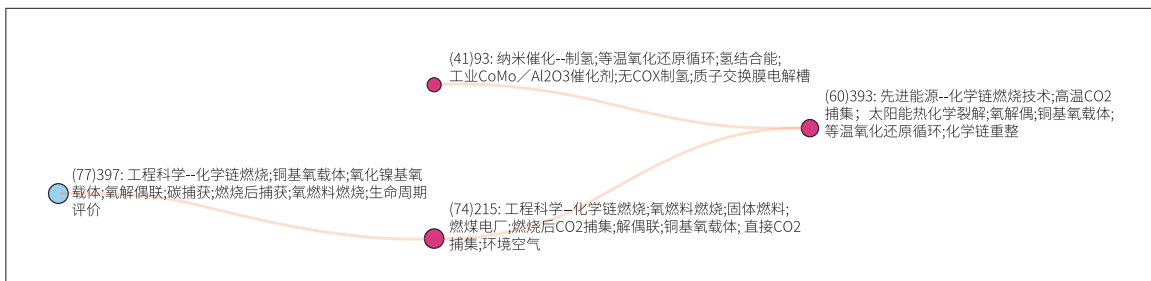 (41)93: 纳米催化--制氢;等温氧化还原循环;氢结合能;
工业CoMo／Al2O3催化剂;无COX制氢;质子交换膜电解槽
(60)393: 先进能源--化学链燃烧技术;高温CO2
捕集；太阳能热化学裂解;氧解偶;铜基氧载体;
等温氧化还原循环;化学链重整
(77)397: 工程科学--化学链燃烧;铜基氧载体;氧化镍基氧
载体;氧解偶联;碳捕获;燃烧后捕获;氧燃料燃烧;生命周期
评价
(74)215: 工程科学--化学链燃烧;氧燃料燃烧;固体燃料;
燃煤电厂;燃烧后CO2捕集;解偶联;铜基氧载体; 直接CO2
捕集;环境空气